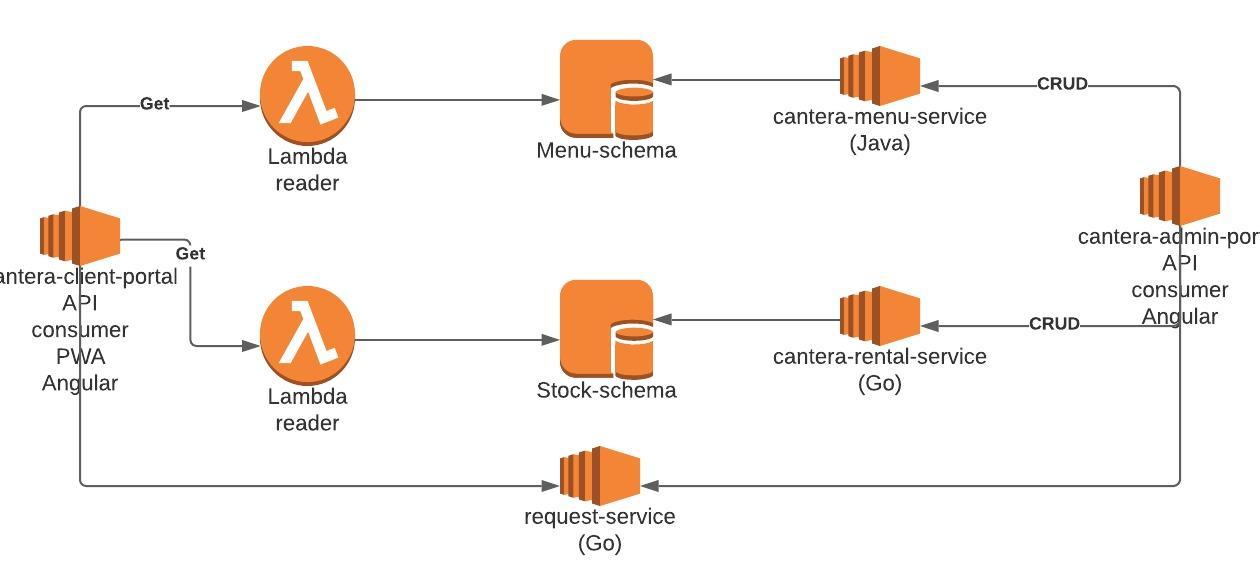 Get
Lambda
reader
Menu-schema
cantera-menu-service
(Java)
CRUD
antera-client-portal
API
consumer
PWA
Angular
Get
Lambda
reader
Stock-schema
cantera-rental-service
(Go)
CRUD
cantera-admin-por
API
consumer
Angular
request-service
(Go)